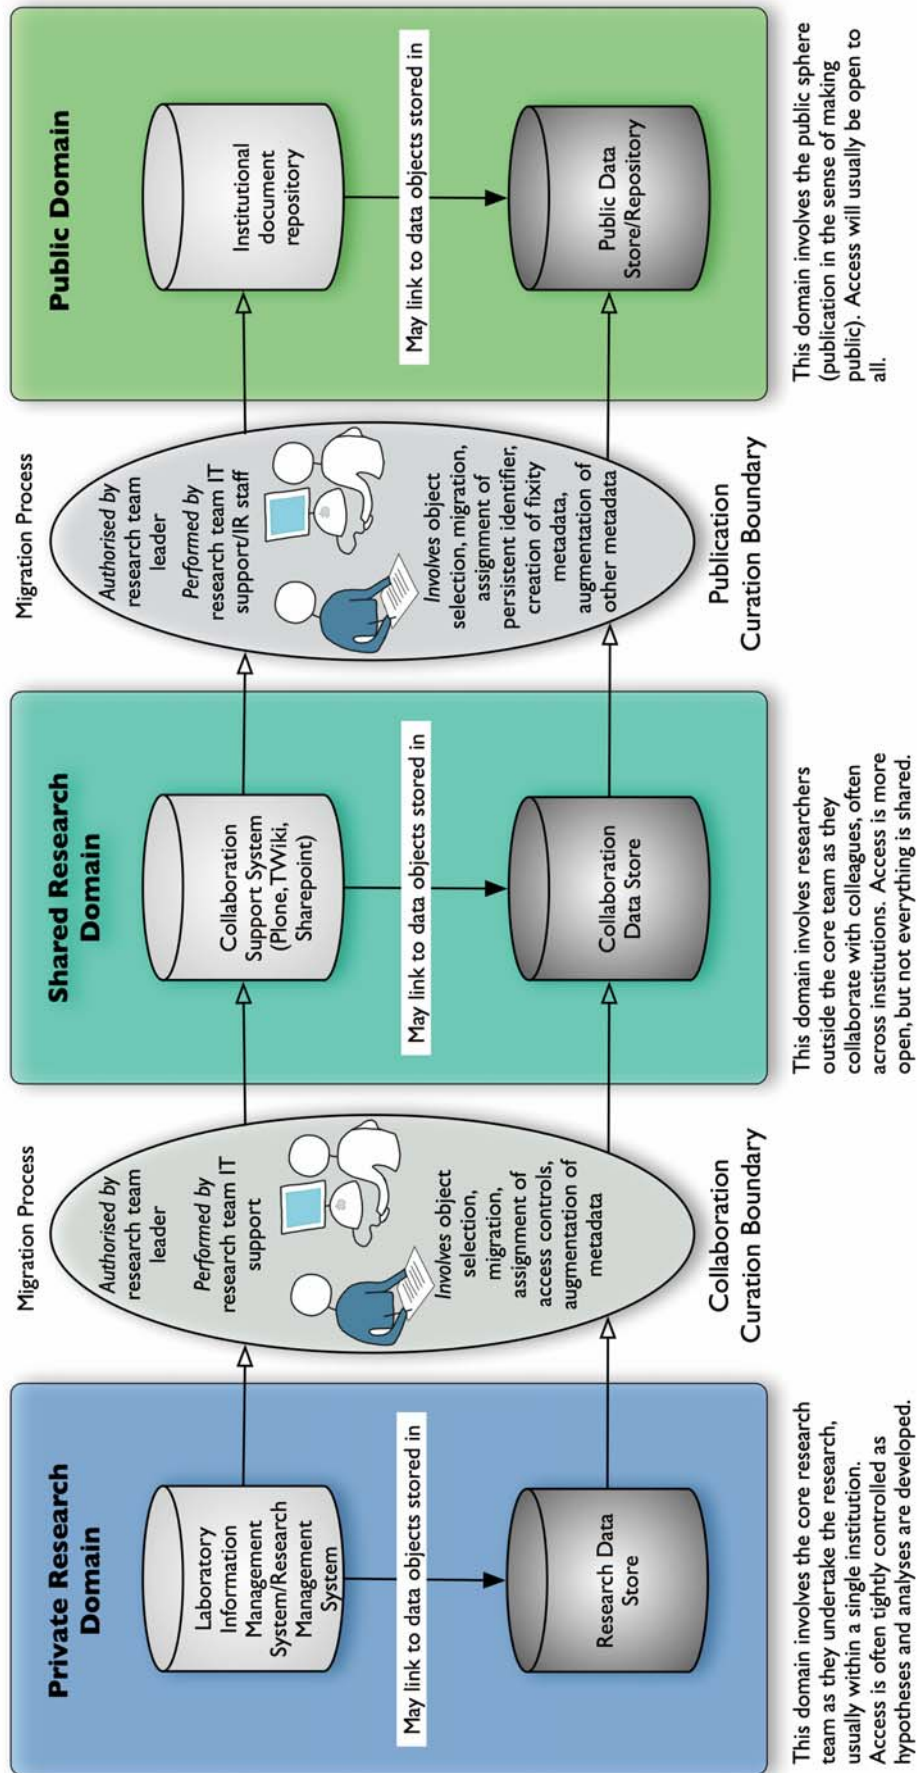 Private Research
Domain
Laboratory
Information
Management
System/Research
Management
System
May link to data objects stored in
Research Data
Store
This domain involves the core research
team as they undertake the research,
usually within a single institution.
Access is often tightly controlled as
hypotheses and analyses are developed.
Migration Process
Authorised by
research team
leader
Performed by
research team IT
support
Involves object
selection,
migration,
assignment of
access controls,
augmentation of
metadata
Collaboration
Curation Boundary
Shared Research
Domain
Collaboration
Support System
(Plone, TWiki,
Sharepoint)
May link to data objects stored in
Collaboration
Data Store
This domain involves researchers
outside the core team as they
collaborate with colleagues, often
across institutions. Access is more
open, but not everything is shared.
Migration Process
Authorised by
research team
leader
Performed by
research team IT
support/IR staff
Involves object
selection, migration,
assignment of
persistent identifier,
creation of fixity
metadata,
augmentation of
other metadata
Publication
Curation Boundary
Public Domain
Institutional
document
repository
May link to data objects stored in
Public Data
Store/Repository
This domain involves the public sphere
(publication in the sense of making
public). Access will usually be open to
all.